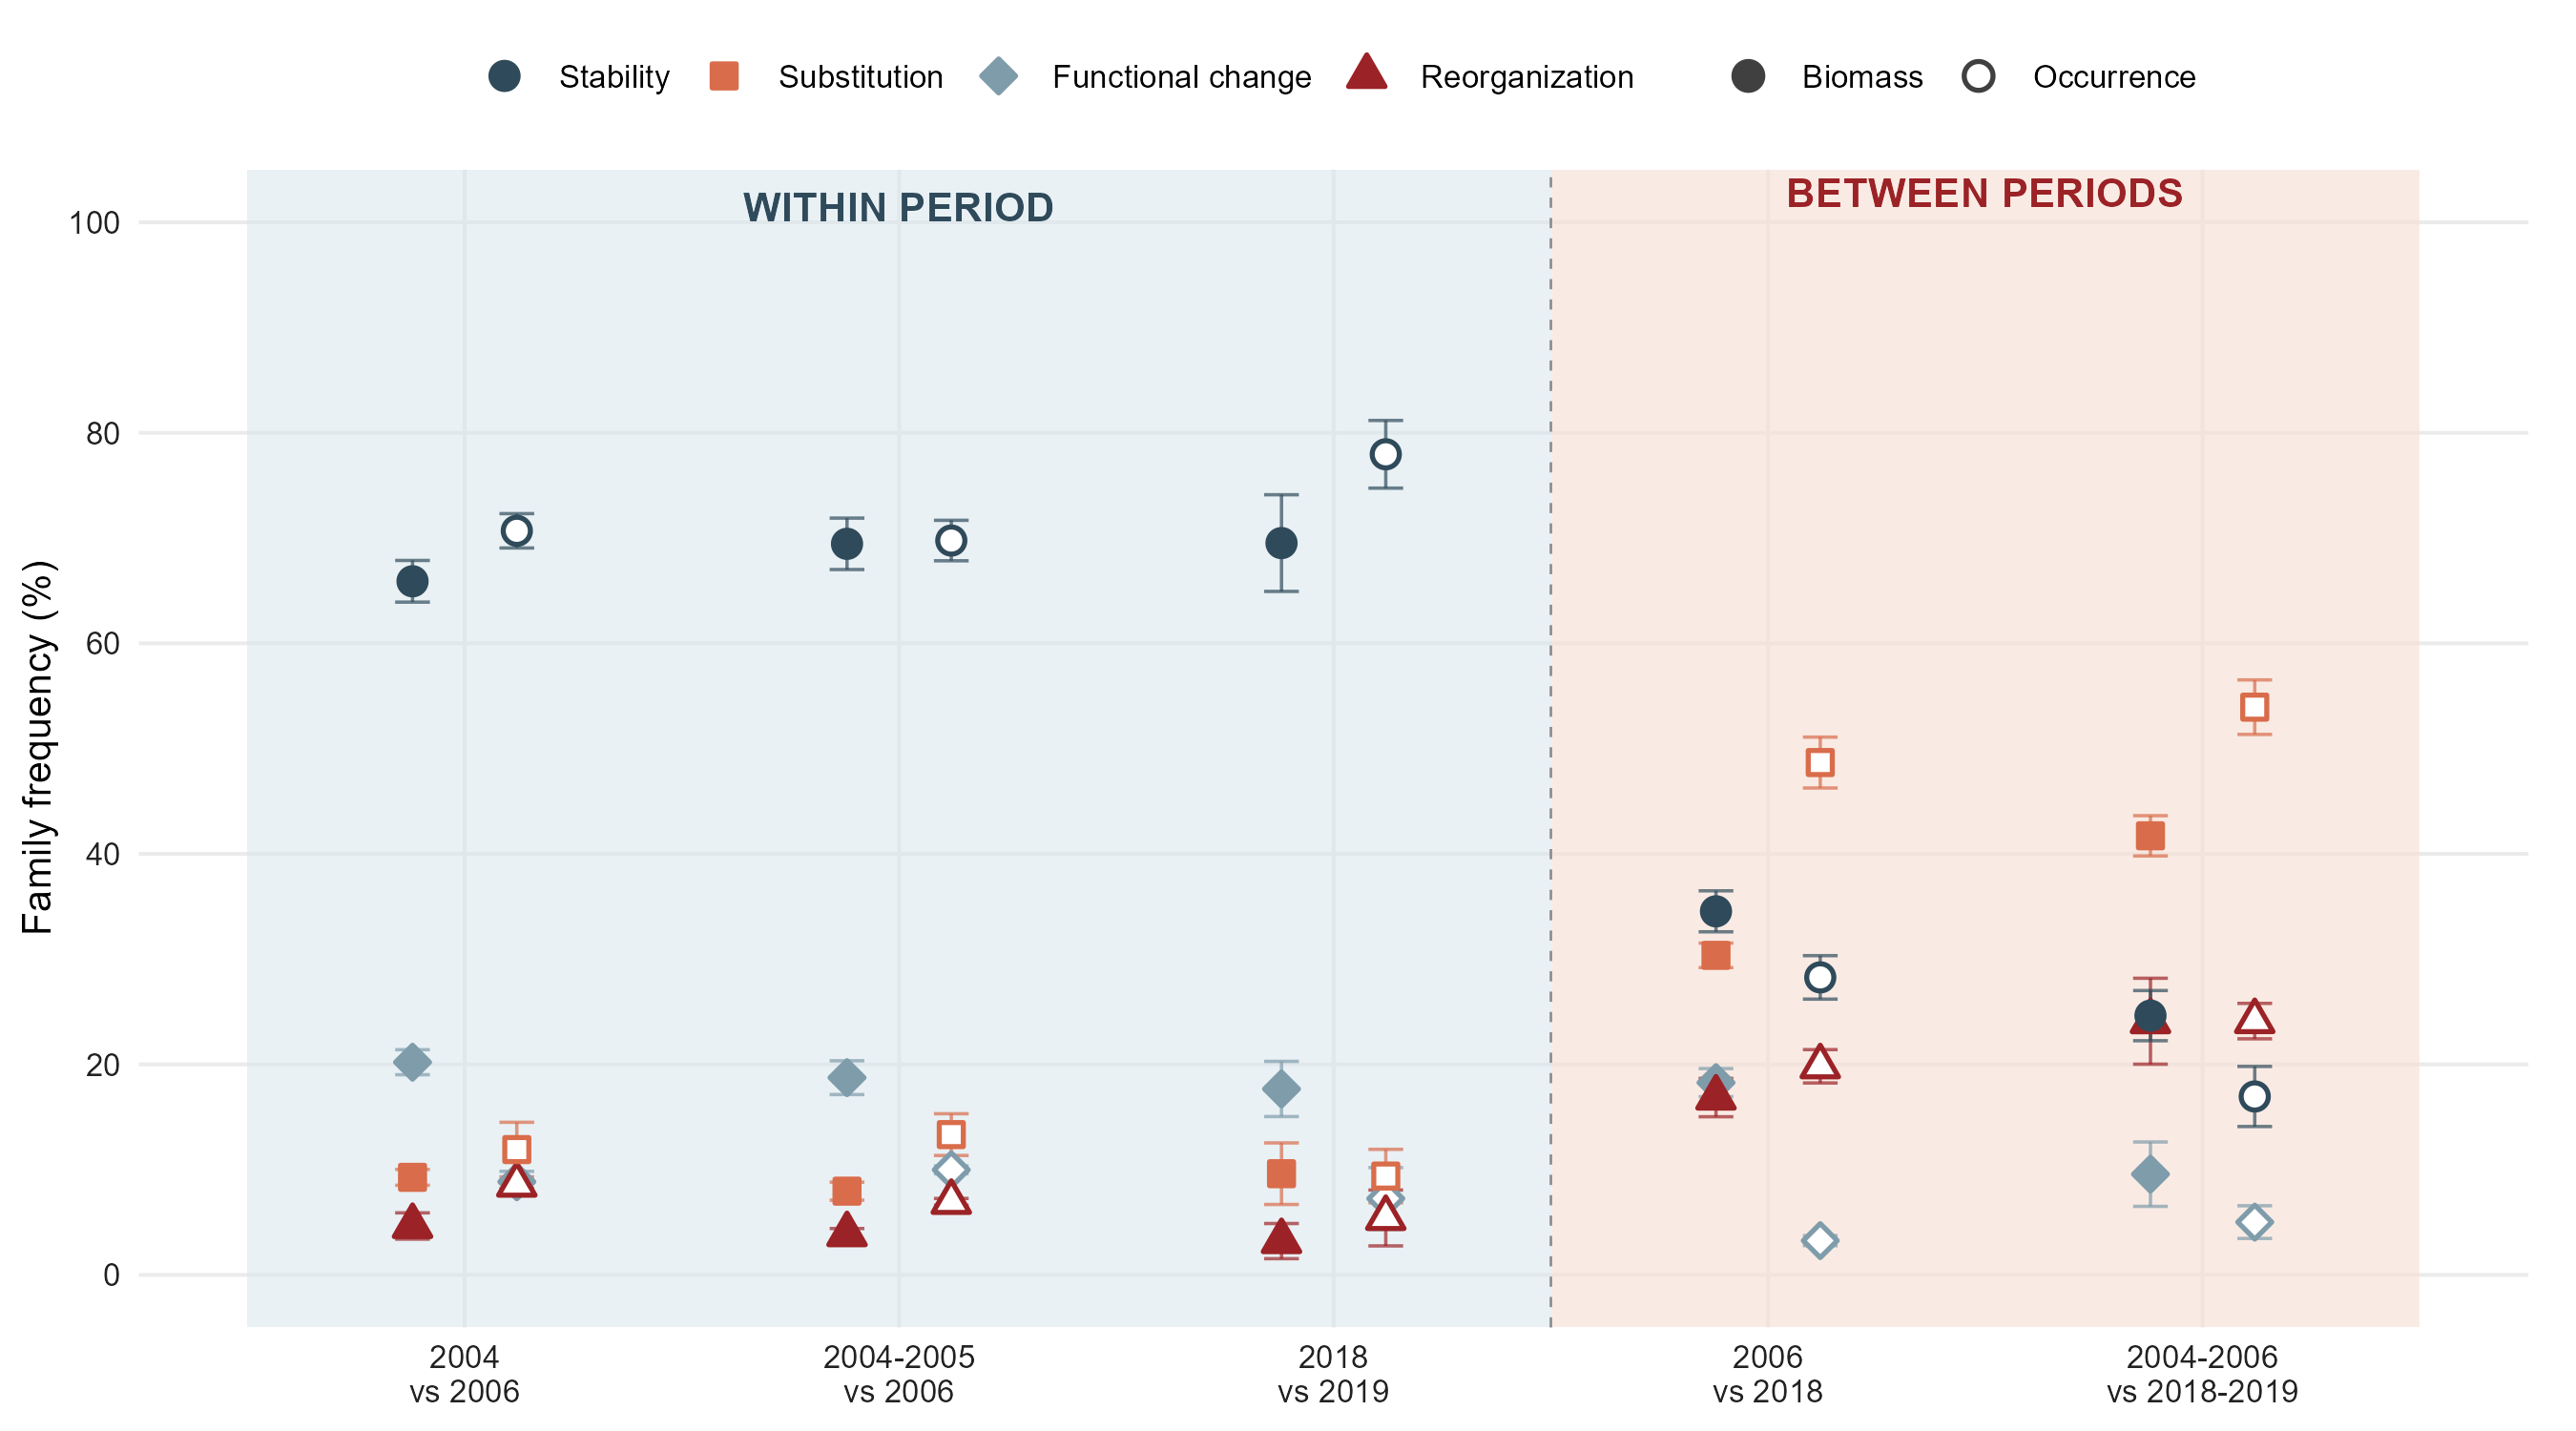 Stability Substitution Functional change Reorganization Biomass Occurrence
WITHIN PERIOD
BETWEEN PERIODS
Family frequency (%)
100
80
60
40
20
0
2004
vs 2006
2004-2005
vs 2006
2018
vs 2019
2006
vs 2018
2004-2006
vs 2018-2019